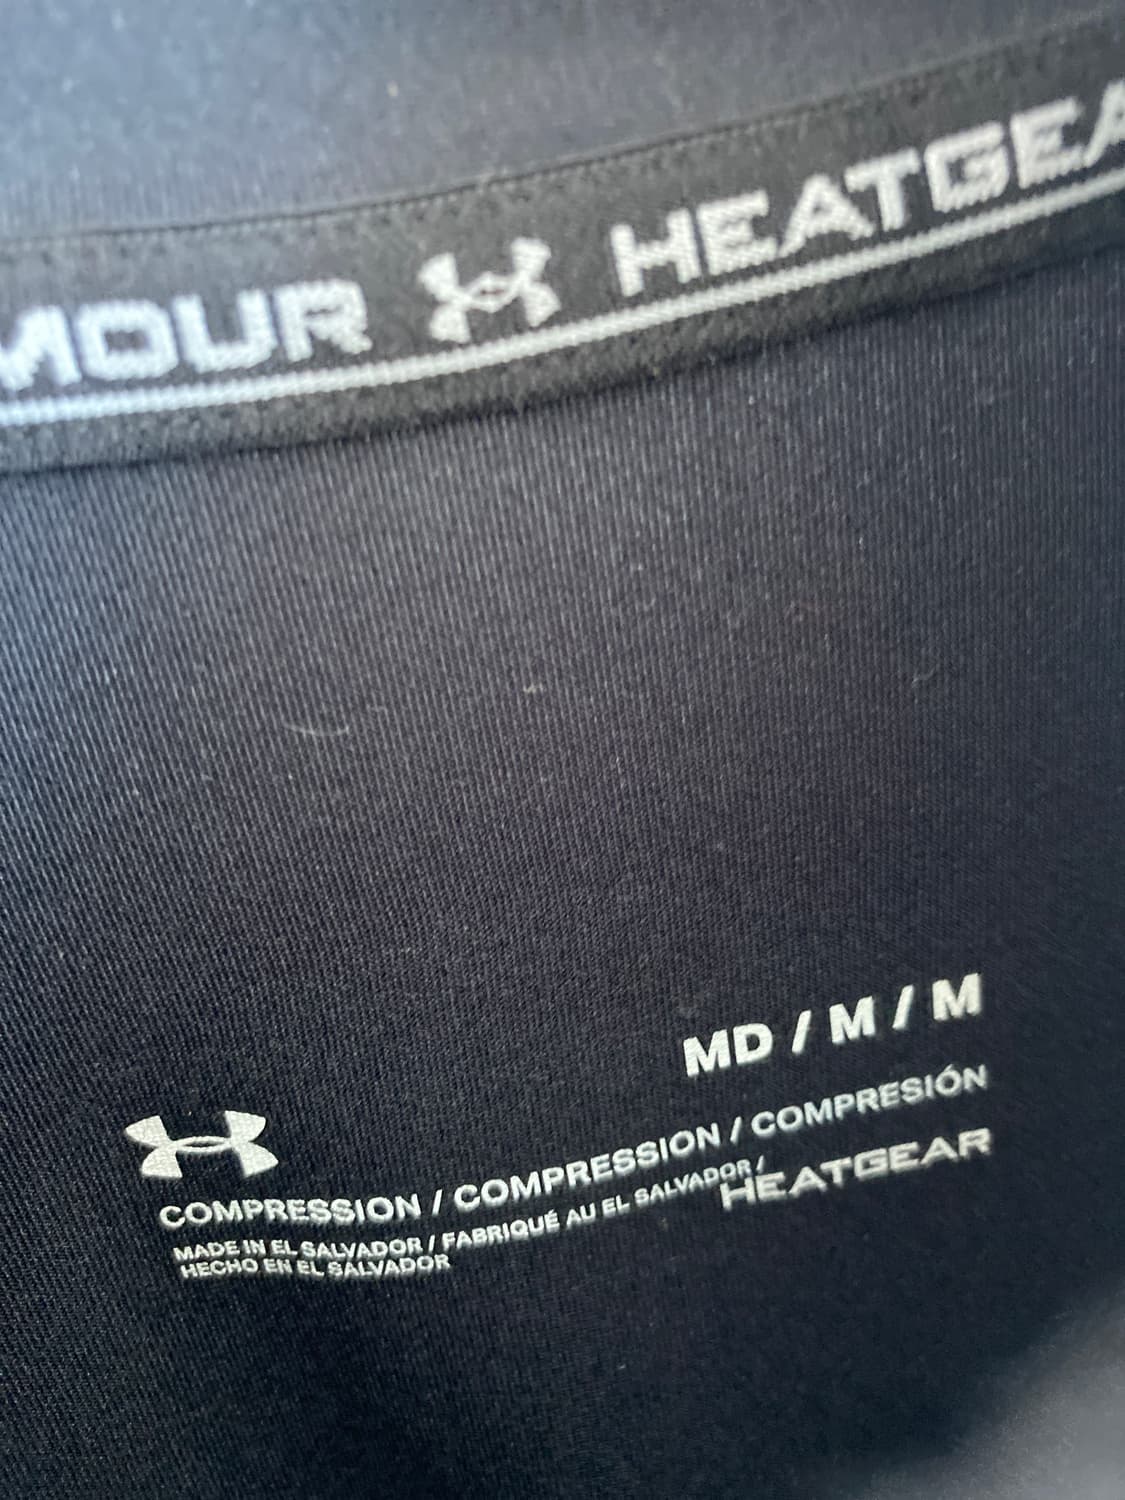 MOUR HEATGEA
MD / M / M
COMPRESSION / COMPRESSION / COMPRESIÓN
HEATGEAR
MADE IN EL SALVADOR / FABRIQUÉ AU EL SALVADOR /
HECHO EN EL SALVADOR